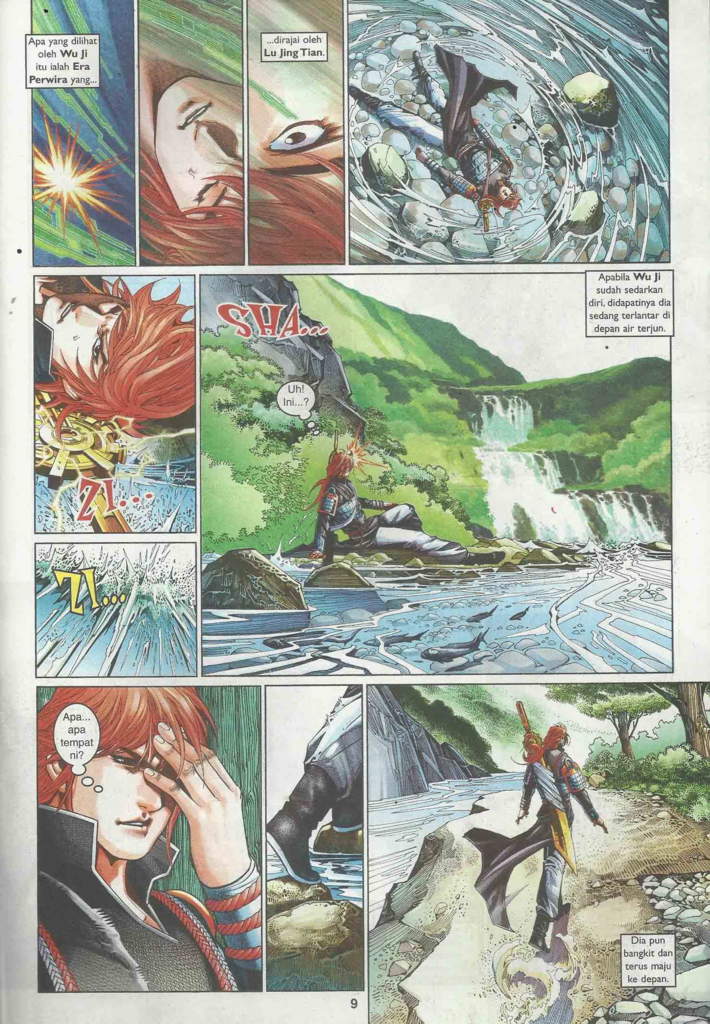 Apa yang dilihat
oleh Wu Ji
itu ialah Era
Perwira yang...
...dirajai oleh
Lu Jing Tian.
Apabila Wu Ji
sudah sedarkan
diri, didapatinya dia
sedang terlantar di
depan air terjun.
SHA...
Uh!
Ini...?
ZI...
ZI...
Apa...
apa
tempat
ni?
Dia pun
bangkit dan
terus maju
ke depan.
9